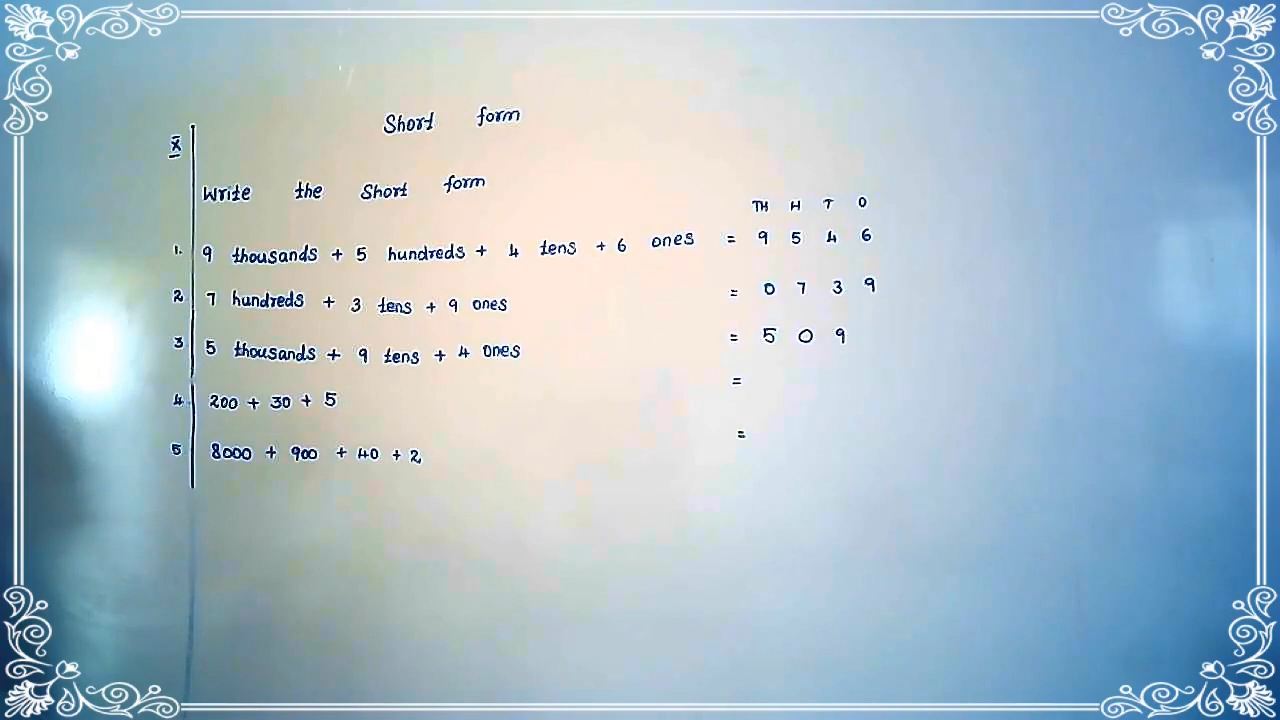 Short form
X
Write the Short form
TH H T O
1. 9 thousands + 5 hundreds + 4 tens + 6 ones = 9 5 4 6
2 7 hundreds + 3 tens + 9 ones = 0 7 3 9
3 5 thousands + 9 tens + 4 ones = 5 0 9
4. 200 + 30 + 5 =
5 8000 + 900 + 40 + 2 =